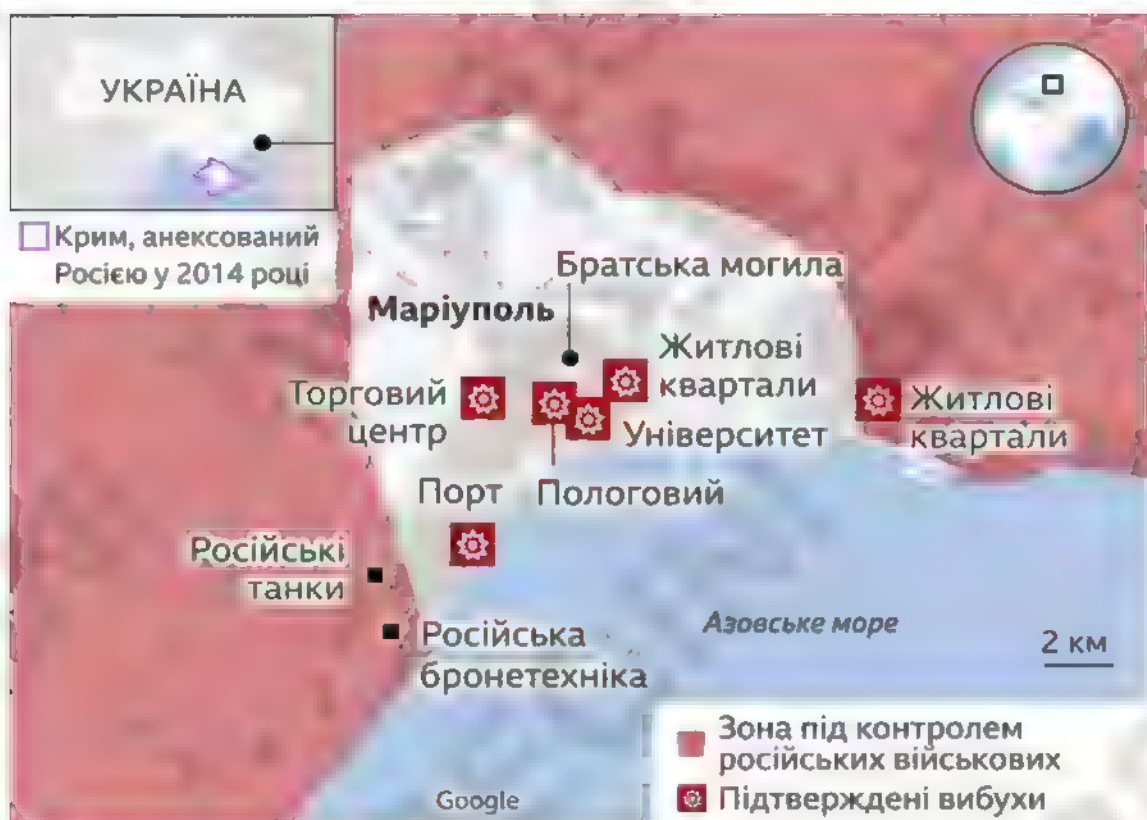 УКРАЇНА
Крим, анексований
Росією у 2014 році
Братська могила
Маріуполь
Житлові
квартали
Торговий
центр
Університет
Житлові
квартали
Порт
Пологовий
Російські
танки
Російська
бронетехніка
Азовське море
2 км
Зона під контролем
російських військових
Підтверждені вибухи
Google